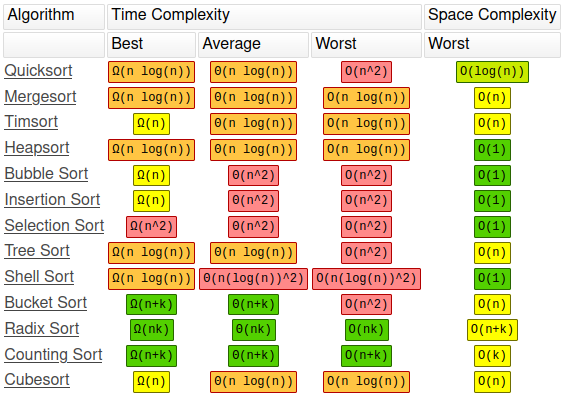 Algorithm Time Complexity Space Complexity
Best Average Worst Worst
Quicksort Ω(n log(n)) Θ(n log(n)) O(n^2) O(log(n))
Mergesort Ω(n log(n)) Θ(n log(n)) O(n log(n)) O(n)
Timsort Ω(n) Θ(n log(n)) O(n log(n)) O(n)
Heapsort Ω(n log(n)) Θ(n log(n)) O(n log(n)) O(1)
Bubble Sort Ω(n) Θ(n^2) O(n^2) O(1)
Insertion Sort Ω(n) Θ(n^2) O(n^2) O(1)
Selection Sort Ω(n^2) Θ(n^2) O(n^2) O(1)
Tree Sort Ω(n log(n)) Θ(n log(n)) O(n^2) O(n)
Shell Sort Ω(n log(n)) Θ(n(log(n))^2) O(n(log(n))^2) O(1)
Bucket Sort Ω(n+k) Θ(n+k) O(n^2) O(n)
Radix Sort Ω(nk) Θ(nk) O(nk) O(n+k)
Counting Sort Ω(n+k) Θ(n+k) O(n+k) O(k)
Cubesort Ω(n) Θ(n log(n)) O(n log(n)) O(n)